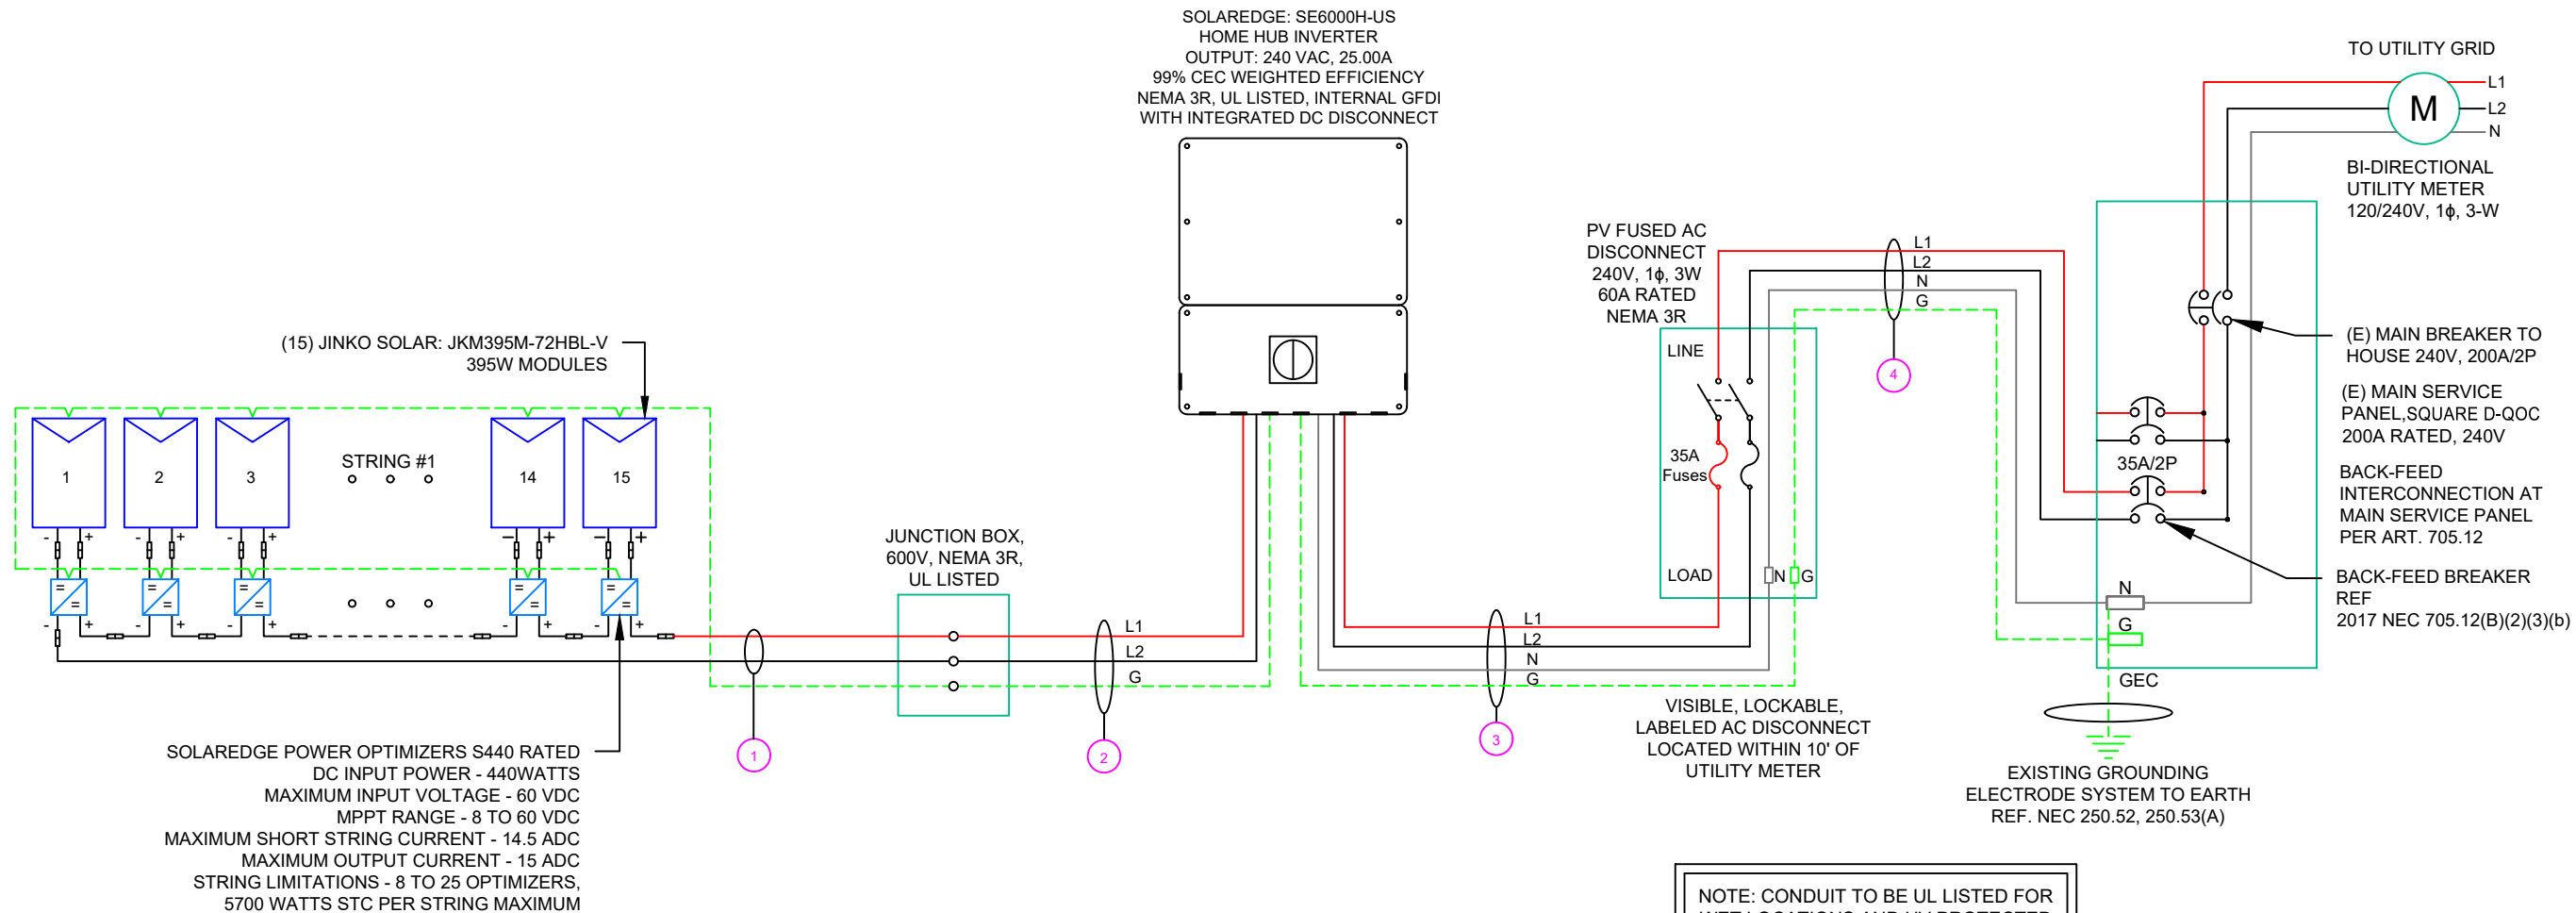 SOLAREDGE: SE6000H-US
HOME HUB INVERTER
OUTPUT: 240 VAC, 25.00A
99% CEC WEIGHTED EFFICIENCY
NEMA 3R, UL LISTED, INTERNAL GFDI
WITH INTEGRATED DC DISCONNECT
TO UTILITY GRID
L1
L2
N
M
BI-DIRECTIONAL
UTILITY METER
120/240V, 1ϕ, 3-W
PV FUSED AC
DISCONNECT
240V, 1ϕ, 3W
60A RATED
NEMA 3R
L1
L2
N
G
4
LINE
35A
Fuses
LOAD
N
G
(E) MAIN BREAKER TO
HOUSE 240V, 200A/2P
(E) MAIN SERVICE
PANEL,SQUARE D-QOC
200A RATED, 240V
35A/2P
BACK-FEED
INTERCONNECTION AT
MAIN SERVICE PANEL
PER ART. 705.12
BACK-FEED BREAKER
REF
2017 NEC 705.12(B)(2)(3)(b)
N
G
GEC
EXISTING GROUNDING
ELECTRODE SYSTEM TO EARTH
REF. NEC 250.52, 250.53(A)
(15) JINKO SOLAR: JKM395M-72HBL-V
395W MODULES
1
2
3
STRING #1
14
15
- + - + - + - + - +
= = = = = = = = = =
- + - + - + - + - +
JUNCTION BOX,
600V, NEMA 3R,
UL LISTED
L1
L2
G
1
2
L1
L2
N
G
3
VISIBLE, LOCKABLE,
LABELED AC DISCONNECT
LOCATED WITHIN 10' OF
UTILITY METER
SOLAREDGE POWER OPTIMIZERS S440 RATED
DC INPUT POWER - 440WATTS
MAXIMUM INPUT VOLTAGE - 60 VDC
MPPT RANGE - 8 TO 60 VDC
MAXIMUM SHORT STRING CURRENT - 14.5 ADC
MAXIMUM OUTPUT CURRENT - 15 ADC
STRING LIMITATIONS - 8 TO 25 OPTIMIZERS,
5700 WATTS STC PER STRING MAXIMUM
NOTE: CONDUIT TO BE UL LISTED FOR
WET LOCATIONS AND UV PROTECTED